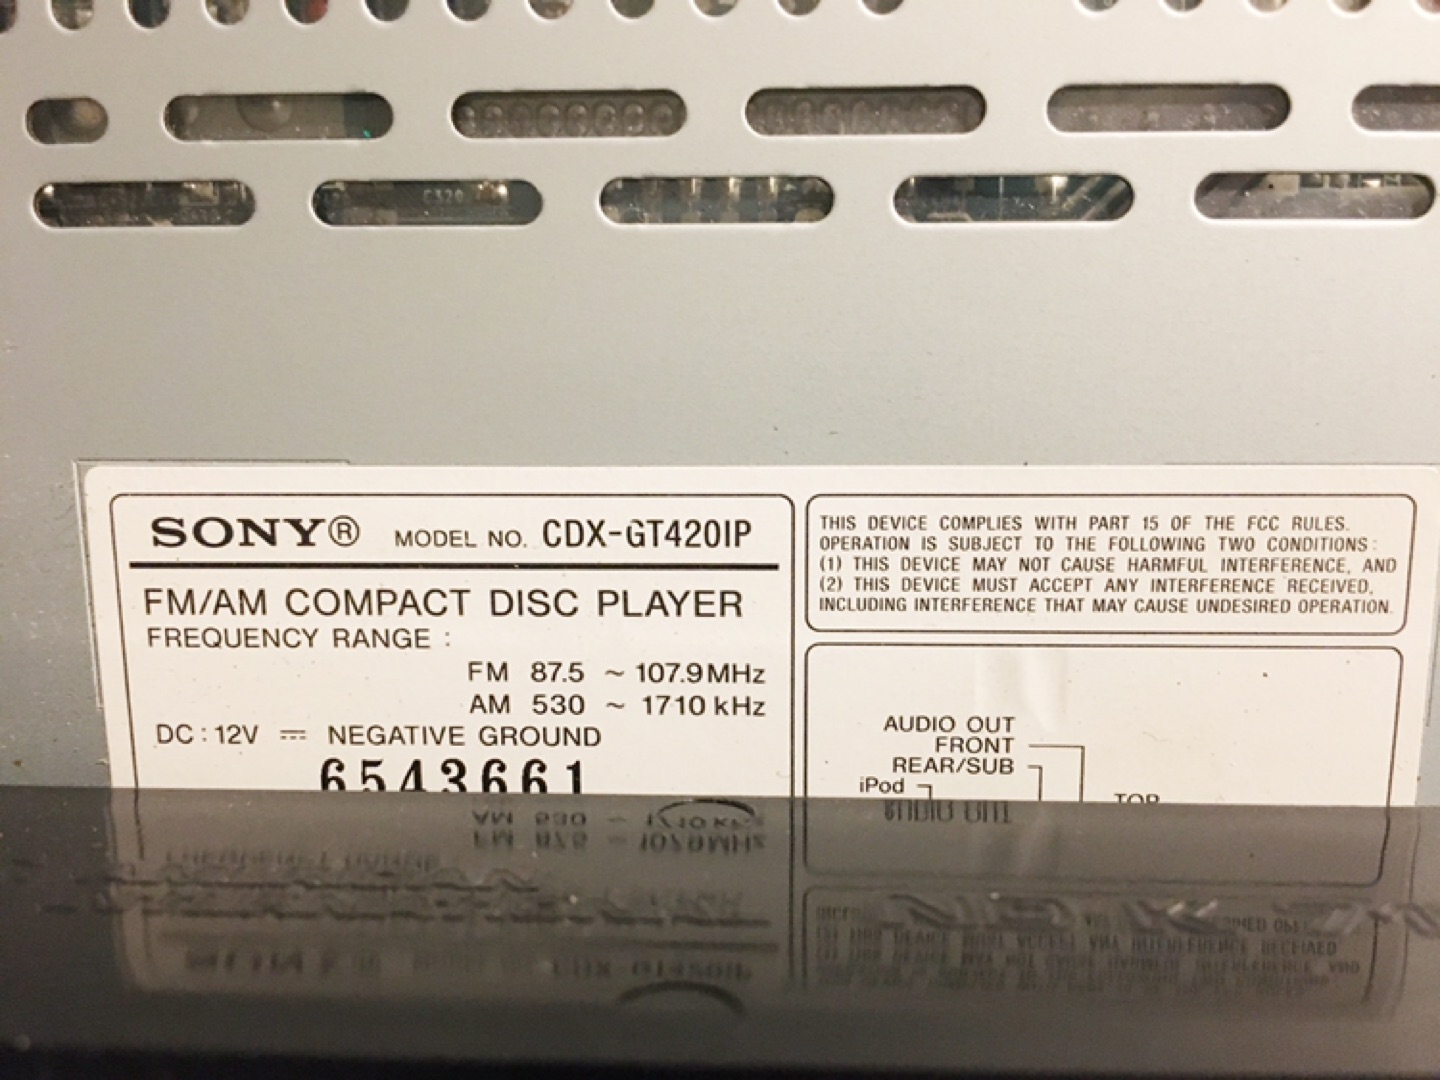 C320
SONY® MODEL NO. CDX-GT420IP
FM/AM COMPACT DISC PLAYER
FREQUENCY RANGE :
FM 87.5 ~ 107.9 MHz
AM 530 ~ 1710 kHz
DC : 12V ⎓ NEGATIVE GROUND
6543661
THIS DEVICE COMPLIES WITH PART 15 OF THE FCC RULES.
OPERATION IS SUBJECT TO THE FOLLOWING TWO CONDITIONS :
(1) THIS DEVICE MAY NOT CAUSE HARMFUL INTERFERENCE, AND
(2) THIS DEVICE MUST ACCEPT ANY INTERFERENCE RECEIVED,
INCLUDING INTERFERENCE THAT MAY CAUSE UNDESIRED OPERATION.
AUDIO OUT
FRONT
REAR/SUB
iPod
TOP